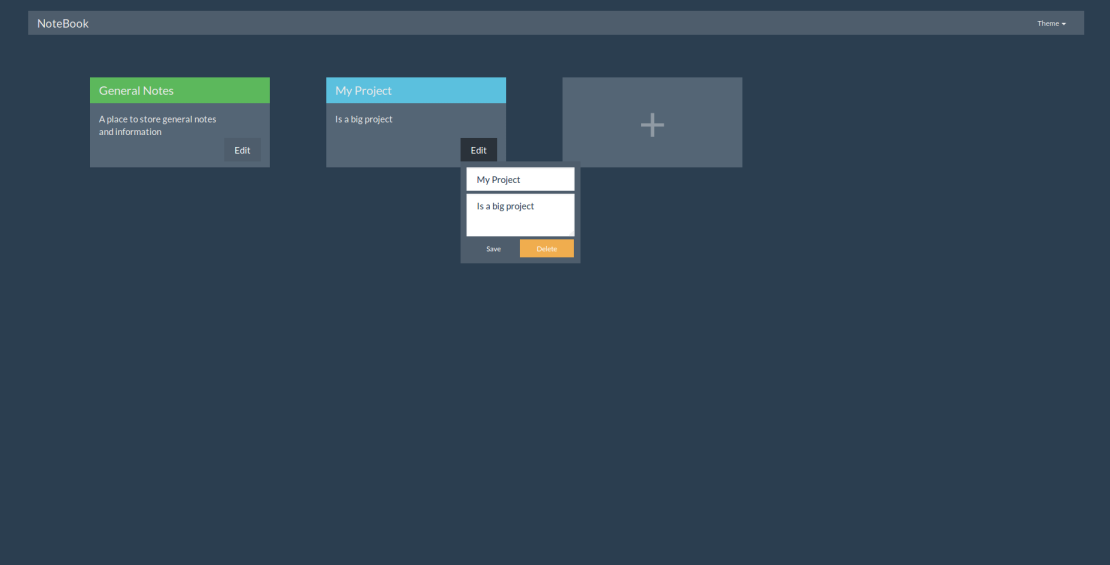 NoteBook
Theme
General Notes
A place to store general notes
and information
Edit
My Project
Is a big project
Edit
My Project
Is a big project
Save
Delete